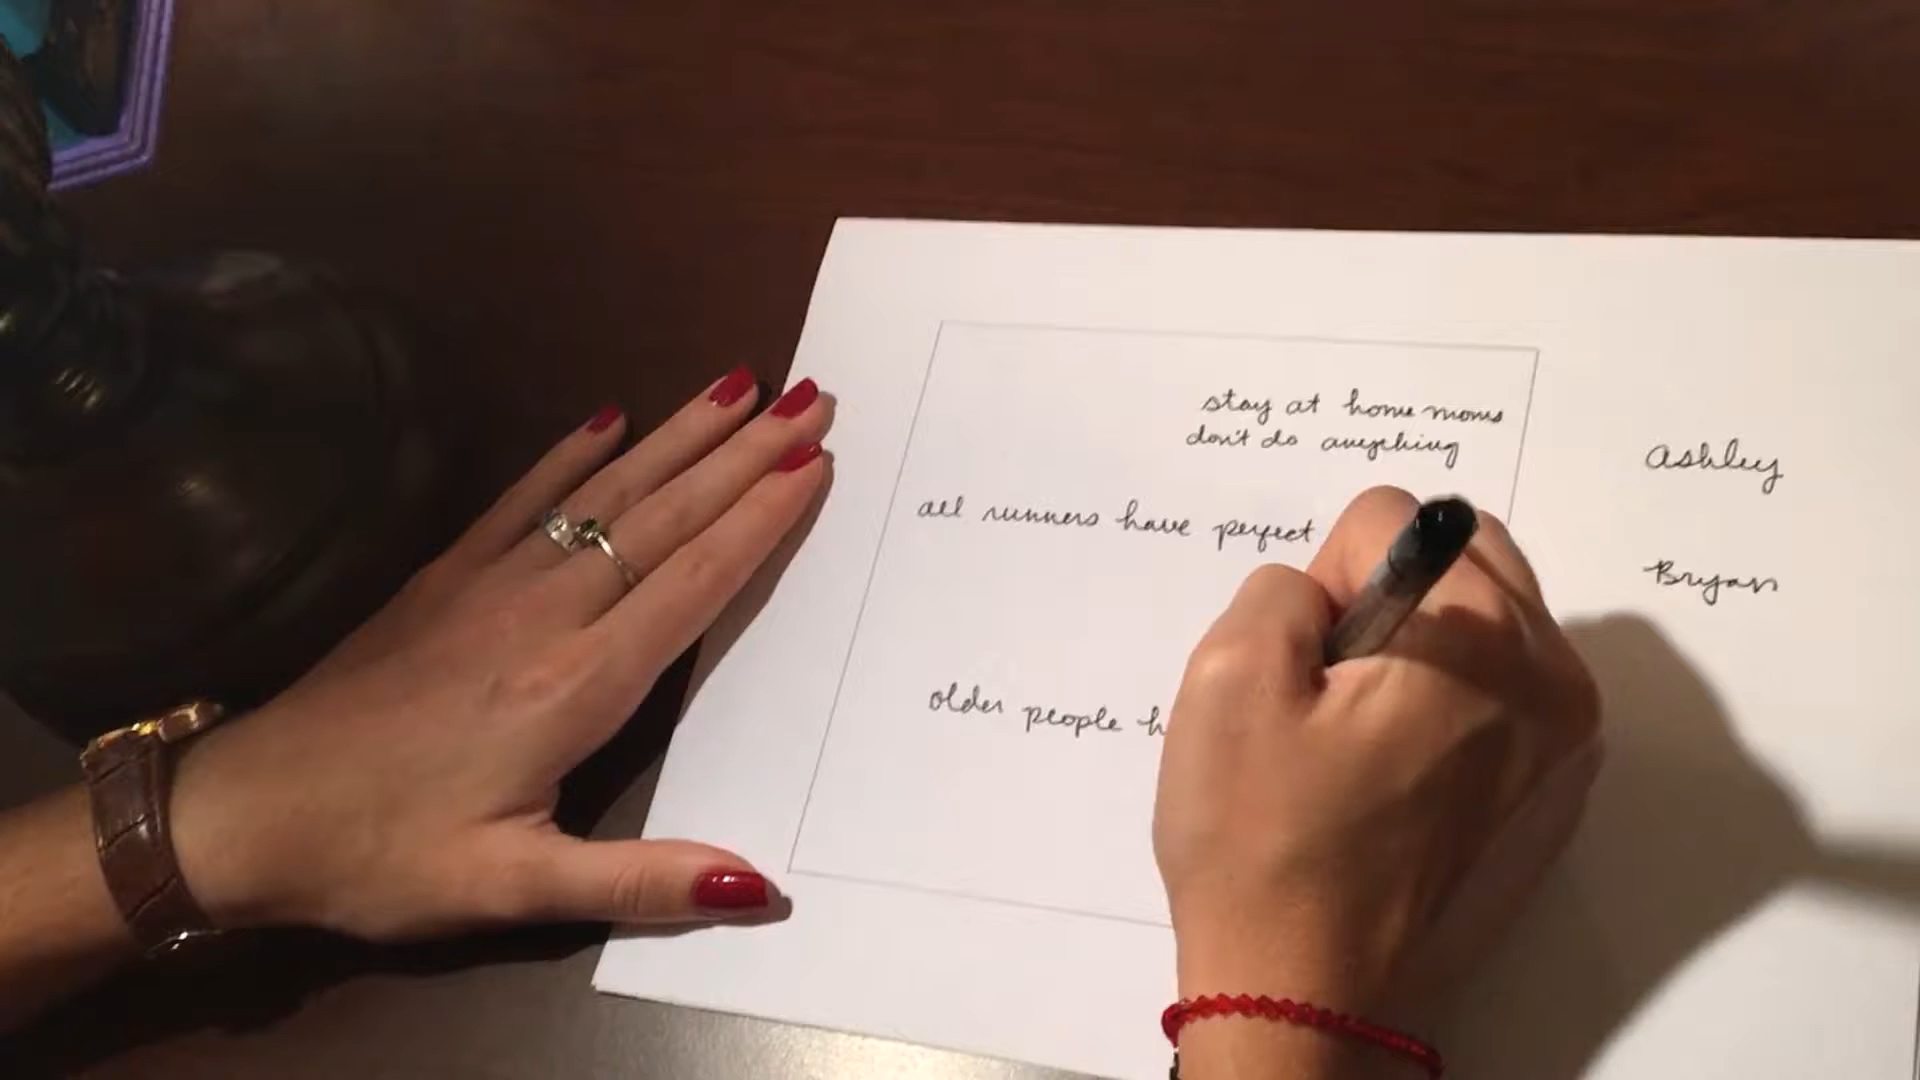 stay at home moms
don't do anything
all runners have perfect
older people h
Ashley
Bryan